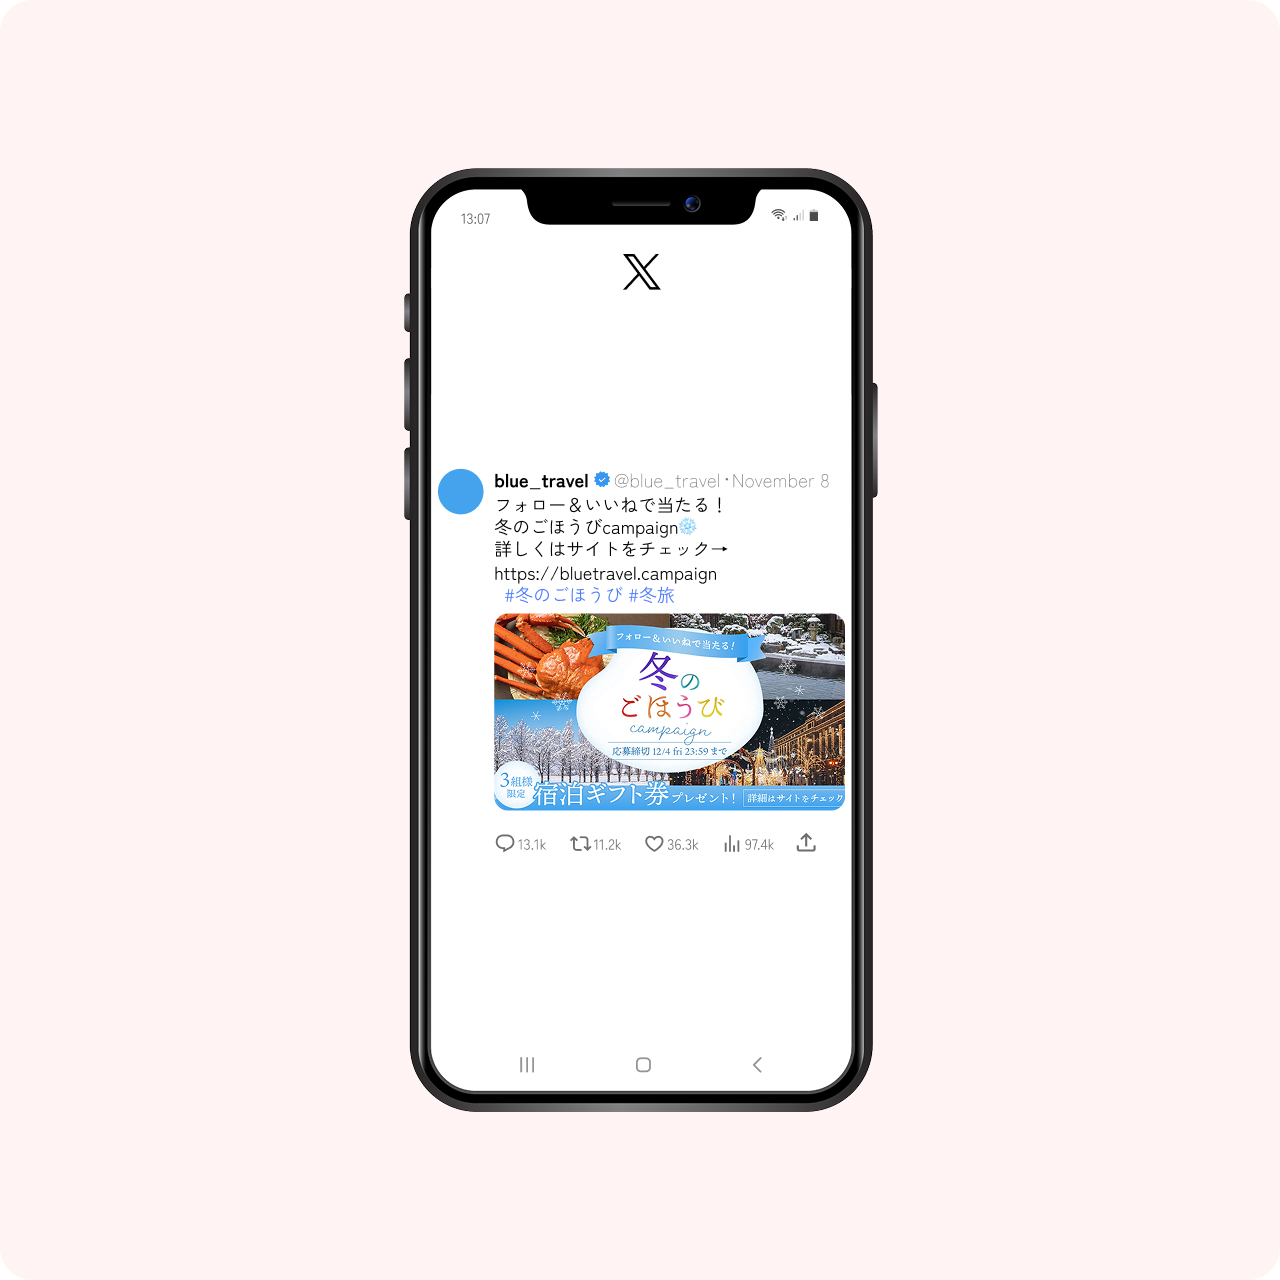 13:07
blue_travel @blue_travel·November 8
フォロー＆いいねで当たる！
冬のごほうびcampaign❄
詳しくはサイトをチェック→
https://bluetravel.campaign
#冬のごほうび #冬旅
フォロー&いいねで当たる!
冬の
ごほうび
campaign
応募締切 12/4 fri 23:59 まで
3組様
限定
宿泊ギフト券プレゼント!
詳細はサイトをチェック
13.1k 11.2k 36.3k 97.4k